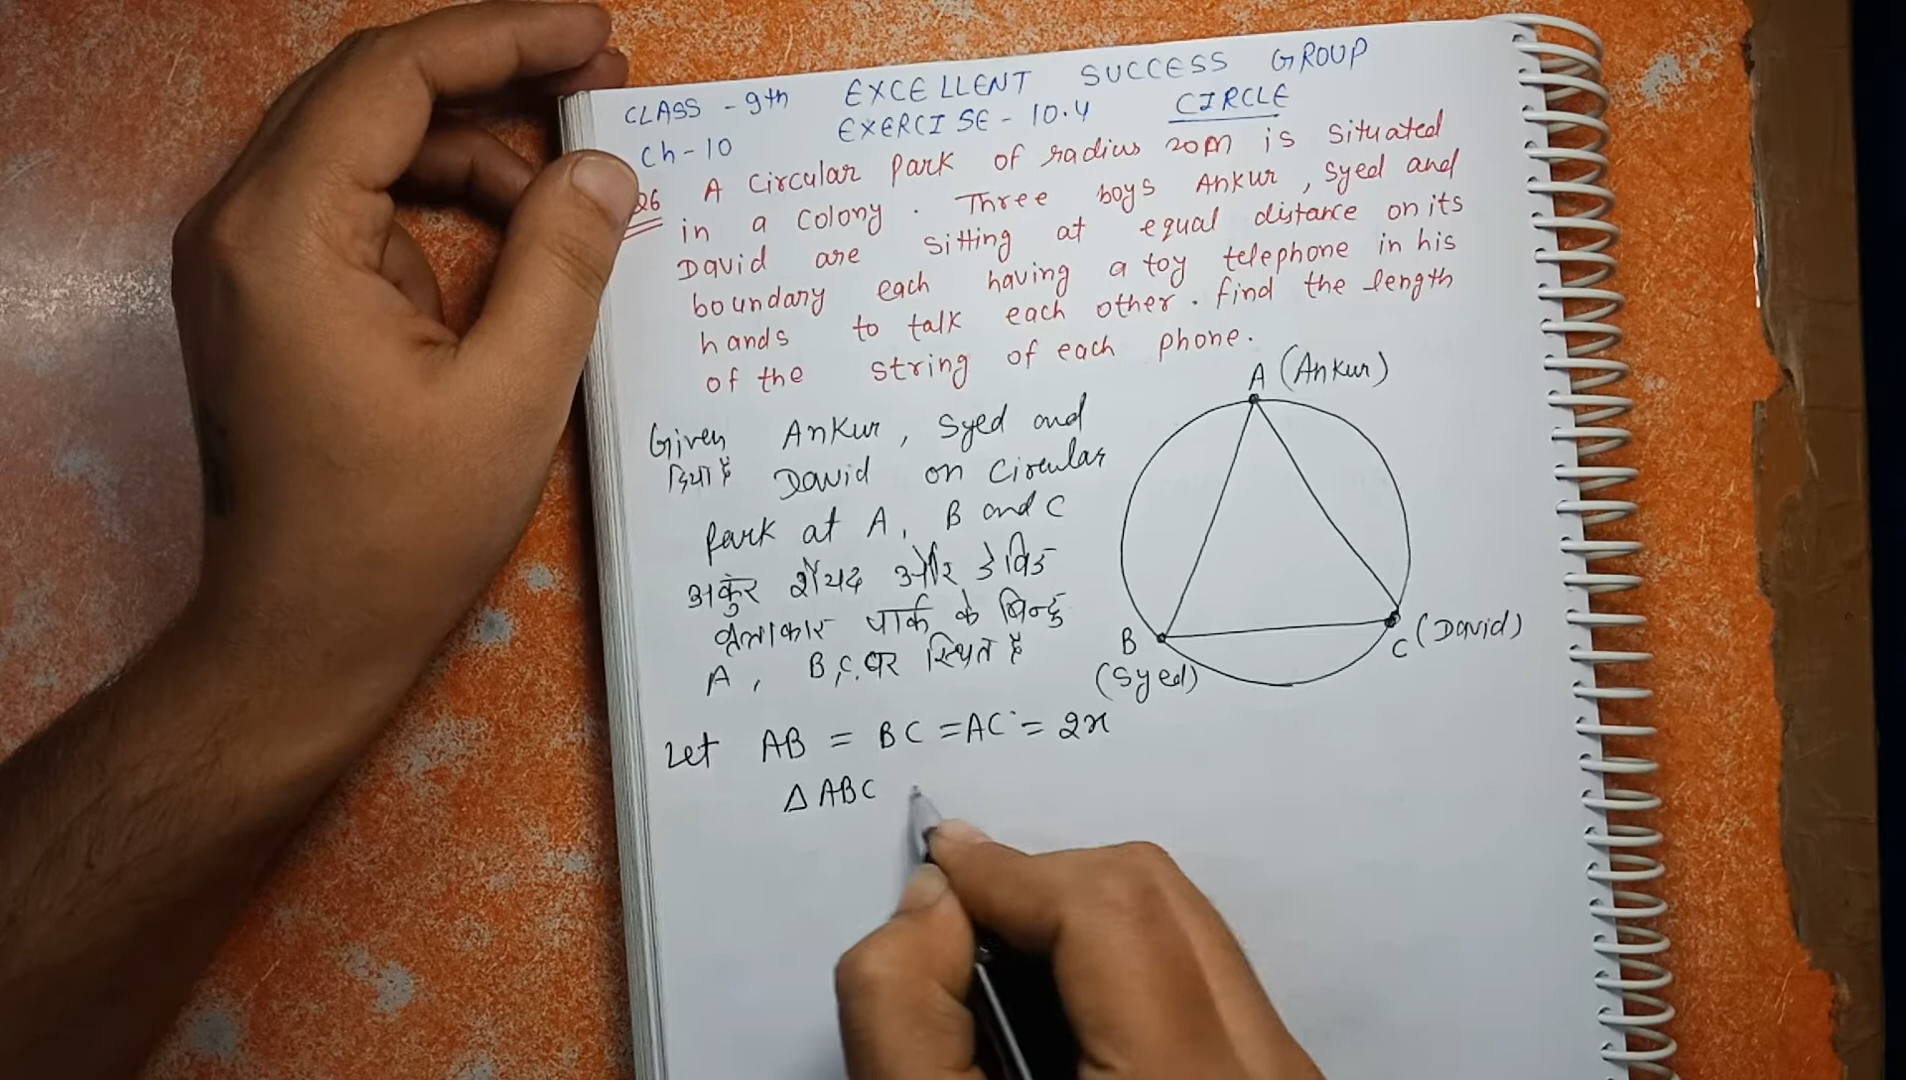 CLASS - 9th EXCELLENT SUCCESS GROUP
Ch-10 EXERCISE - 10.4 CIRCLE
Q6 A Circular Park of radius 20m is Situated
in a Colony. Three boys Ankur, Syed and
David are Sitting at equal distance on its
boundary each having a toy telephone in his
hands to talk each other. find the length
of the string of each phone.
A (Ankur)
Given Ankur, Syed and
दिया है David on Circular
Park at A, B and C
अकुंर शैयद और डेविड
वृताकार पार्क के बिन्दु
A, B, C. पर स्थित है
B
(Syed)
C (David)
Let AB = BC = AC = 2x
Δ ABC